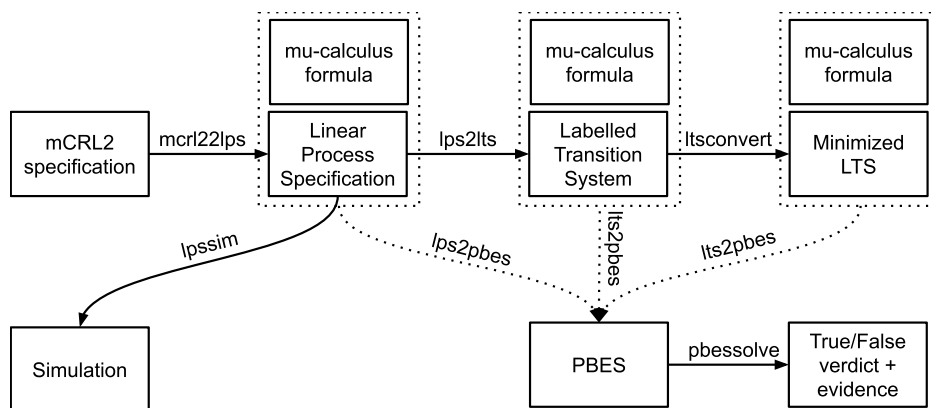 mu-calculus
formula
mu-calculus
formula
mu-calculus
formula
mCRL2
specification
mcrl22lps
Linear
Process
Specification
lps2lts
Labelled
Transition
System
ltsconvert
Minimized
LTS
lpssim
lps2pbes
lts2pbes
lts2pbes
Simulation
PBES
pbessolve
True/False
verdict +
evidence